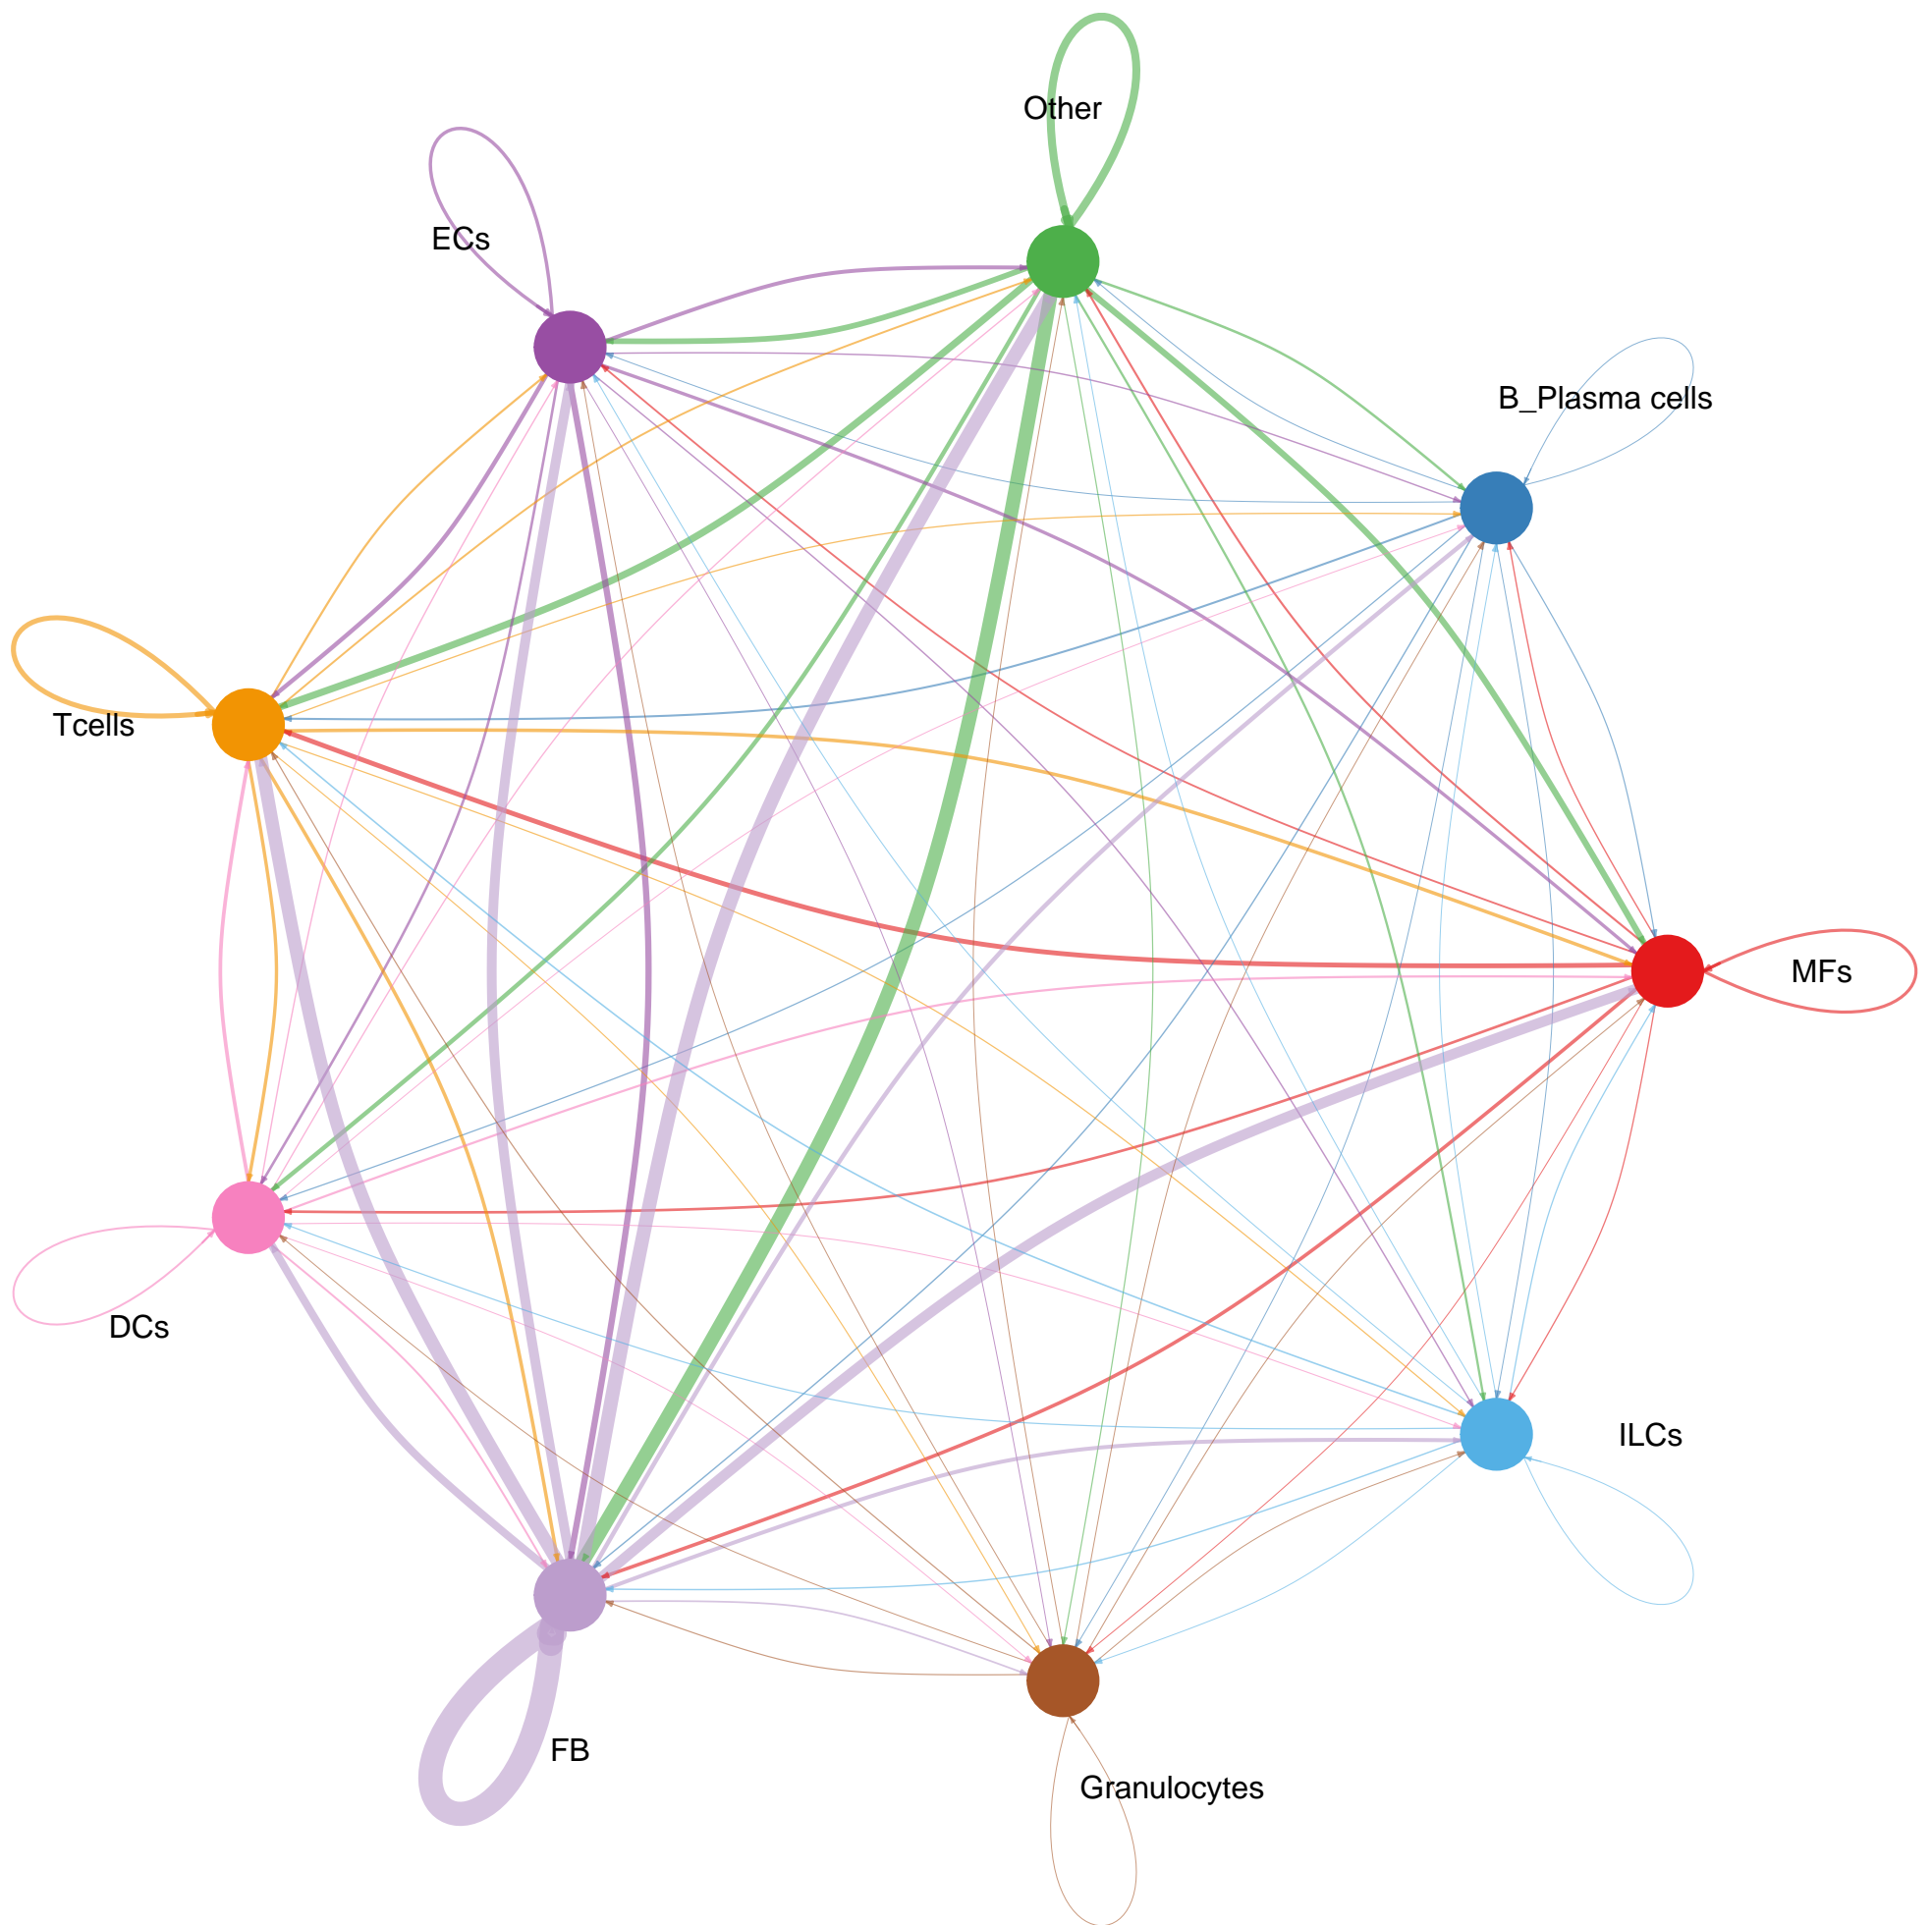 Other
ECs
B_Plasma cells
Tcells
MFs
DCs
ILCs
FB
Granulocytes